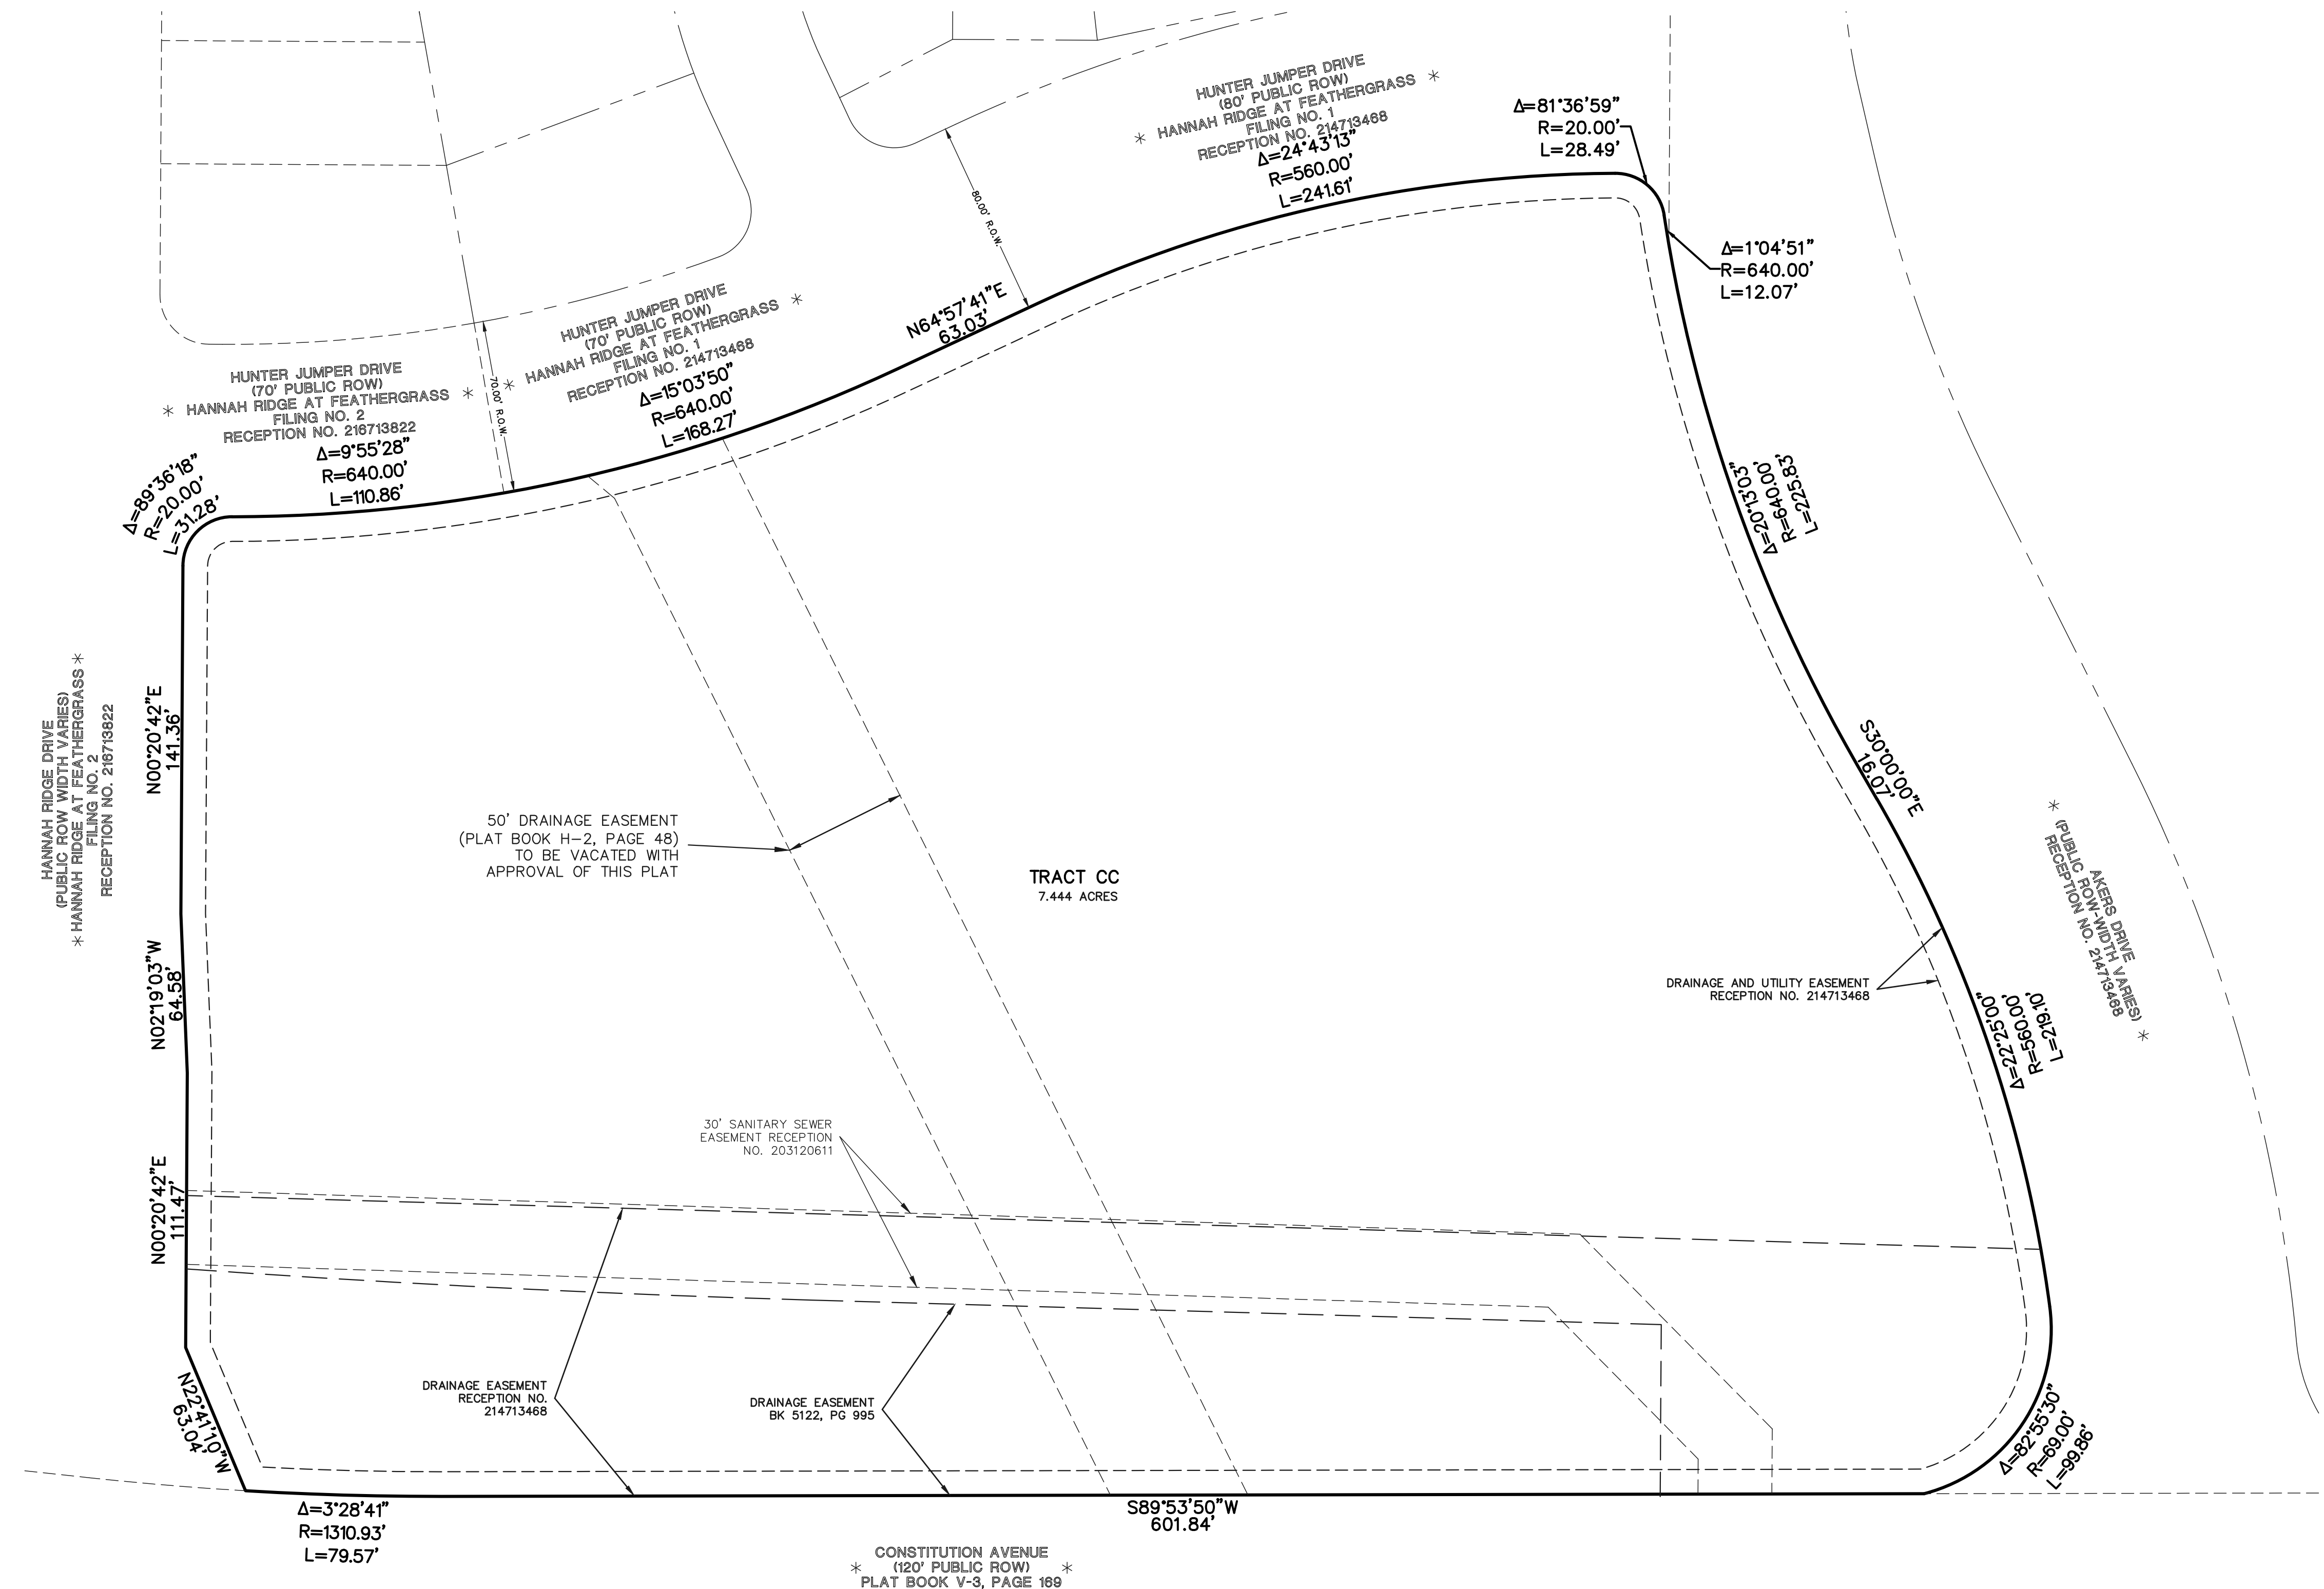 HUNTER JUMPER DRIVE
(80' PUBLIC ROW)
* HANNAH RIDGE AT FEATHERGRASS *
FILING NO. 1
RECEPTION NO. 214713468
Δ=24°43'13"
R=560.00'
L=241.61'
Δ=81°36'59"
R=20.00'
L=28.49'
Δ=1°04'51"
R=640.00'
L=12.07'
80.00' R.O.W.
N64°57'41"E
63.03'
HUNTER JUMPER DRIVE
(70' PUBLIC ROW)
* HANNAH RIDGE AT FEATHERGRASS *
FILING NO. 1
RECEPTION NO. 214713468
Δ=15°03'50"
R=640.00'
L=168.27'
70.00' R.O.W.
HUNTER JUMPER DRIVE
(70' PUBLIC ROW)
* HANNAH RIDGE AT FEATHERGRASS *
FILING NO. 2
RECEPTION NO. 216713822
Δ=9°55'28"
R=640.00'
L=110.86'
Δ=89°36'18"
R=20.00'
L=31.28'
Δ=20°13'03"
R=640.00'
L=225.83'
HANNAH RIDGE DRIVE
(PUBLIC ROW WIDTH VARIES)
* HANNAH RIDGE AT FEATHERGRASS *
FILING NO. 2
RECEPTION NO. 216713822
N00°20'42"E
141.36'
S30°00'00"E
16.07'
50' DRAINAGE EASEMENT
(PLAT BOOK H-2, PAGE 48)
TO BE VACATED WITH
APPROVAL OF THIS PLAT
TRACT CC
7.444 ACRES
* AKERS DRIVE
(PUBLIC ROW-WIDTH VARIES) *
RECEPTION NO. 214713468
N02°19'03"W
64.58'
DRAINAGE AND UTILITY EASEMENT
RECEPTION NO. 214713468
Δ=22°25'00"
R=560.00'
L=219.10'
30' SANITARY SEWER
EASEMENT RECEPTION
NO. 203120611
N00°20'42"E
111.47'
DRAINAGE EASEMENT
RECEPTION NO.
214713468
DRAINAGE EASEMENT
BK 5122, PG 995
N22°41'10"W
63.04'
Δ=82°55'30"
R=69.00'
L=99.86'
Δ=3°28'41"
R=1310.93'
L=79.57'
S89°53'50"W
601.84'
CONSTITUTION AVENUE
* (120' PUBLIC ROW) *
PLAT BOOK V-3, PAGE 169